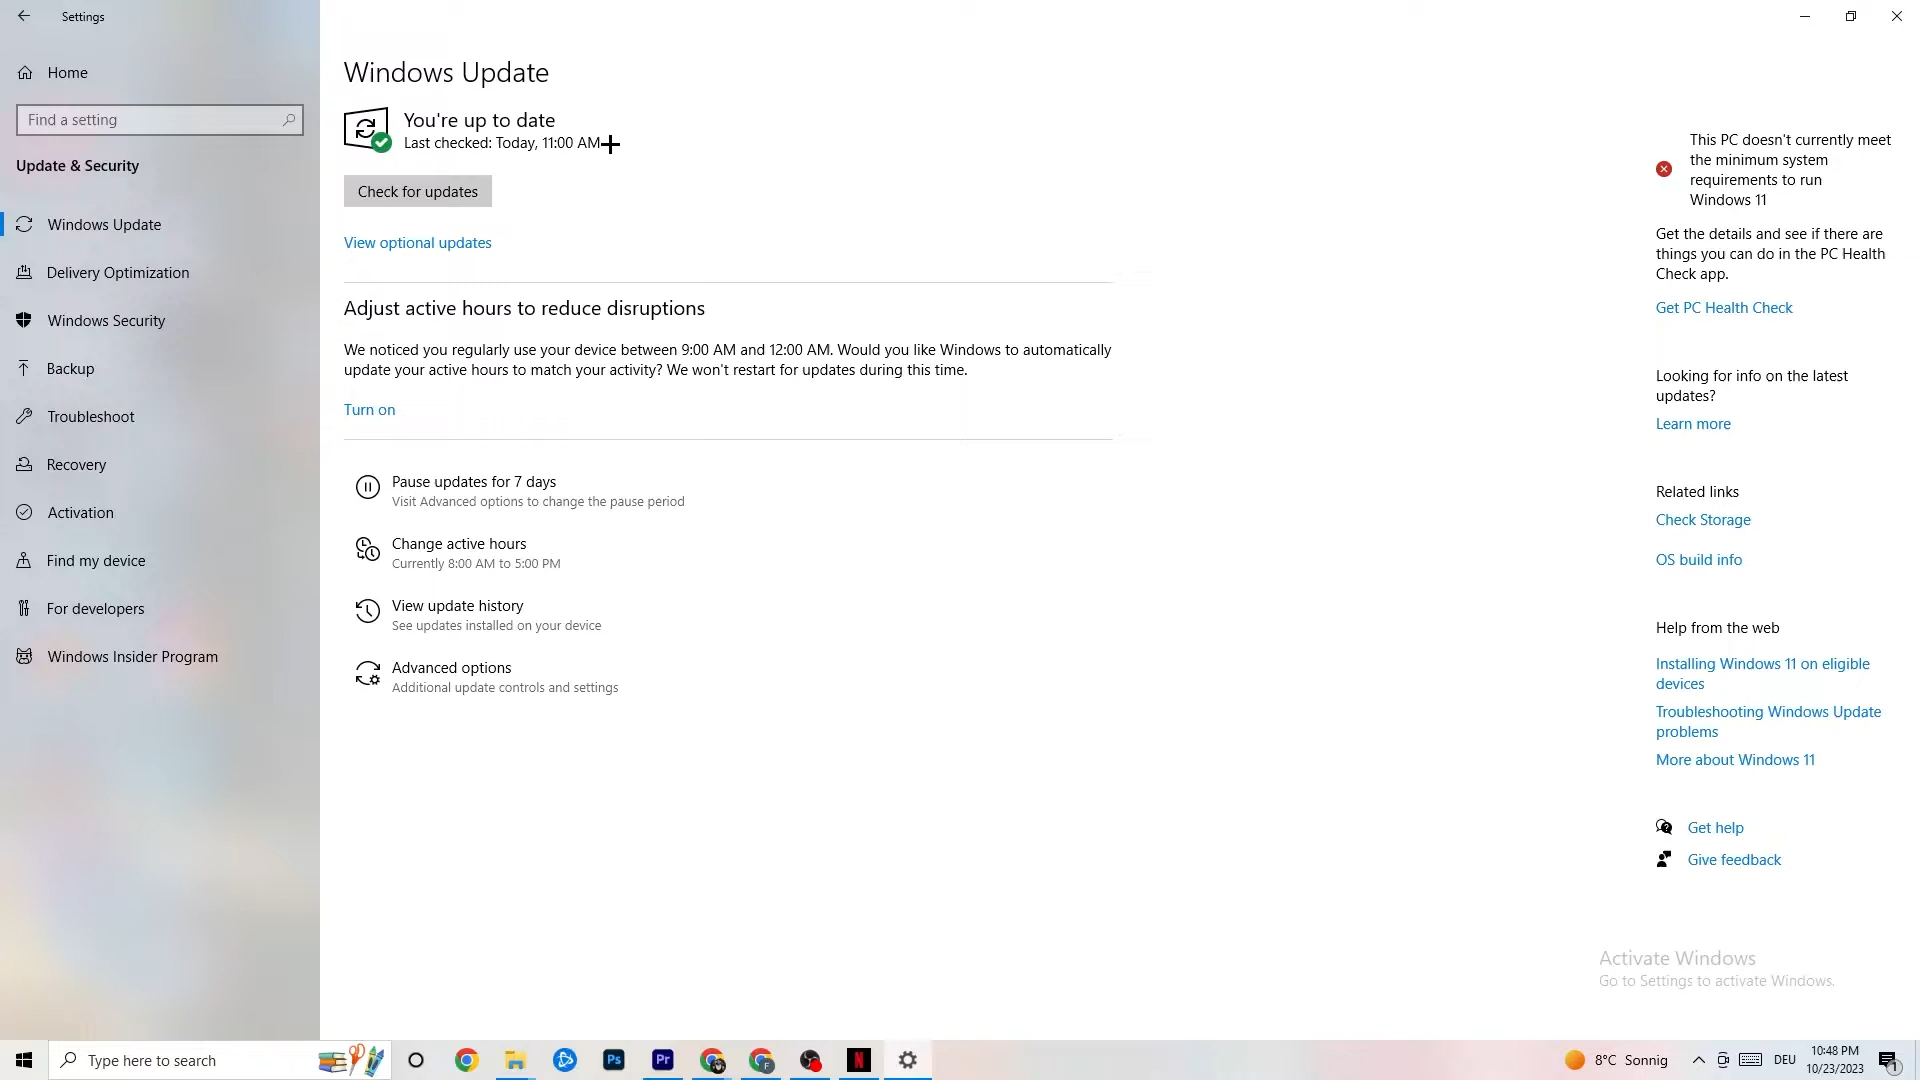 Settings
Home
Find a setting
Update & Security
Windows Update
Delivery Optimization
Windows Security
Backup
Troubleshoot
Recovery
Activation
Find my device
For developers
Windows Insider Program
Windows Update
You're up to date
Last checked: Today, 11:00 AM
Check for updates
View optional updates
Adjust active hours to reduce disruptions
We noticed you regularly use your device between 9:00 AM and 12:00 AM. Would you like Windows to automatically
update your active hours to match your activity? We won't restart for updates during this time.
Turn on
Pause updates for 7 days
Visit Advanced options to change the pause period
Change active hours
Currently 8:00 AM to 5:00 PM
View update history
See updates installed on your device
Advanced options
Additional update controls and settings
This PC doesn't currently meet
the minimum system
requirements to run
Windows 11
Get the details and see if there are
things you can do in the PC Health
Check app.
Get PC Health Check
Looking for info on the latest
updates?
Learn more
Related links
Check Storage
OS build info
Help from the web
Installing Windows 11 on eligible
devices
Troubleshooting Windows Update
problems
More about Windows 11
Get help
Give feedback
Activate Windows
Go to Settings to activate Windows.
Type here to search
Ps
Pr
F
N
8°C Sonnig
DEU
10:48 PM
10/23/2023
1